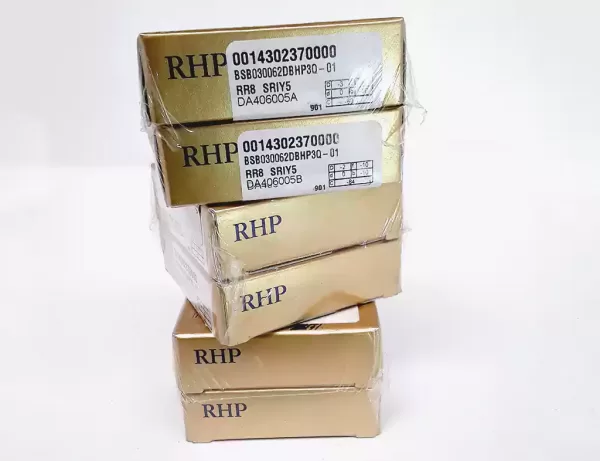 RHP
0014302370000
BSB030062DBHP3Q-01
RR8 SRIY5
DA406005A
901
RHP
0014302370000
BSB030062DBHP3Q-01
RR8 SRIY5
DA406005B
901
RHP
RHP
RHP
RHP